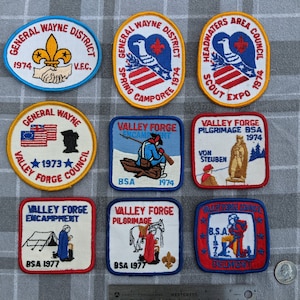 GENERAL WAYNE DISTRICT
1974 V.F.C.
GENERAL WAYNE DISTRICT
SPRING CAMPOREE 1974
HEADWATERS AREA COUNCIL
SCOUT EXPO 1974
GENERAL WAYNE
1973
VALLEY FORGE COUNCIL
VALLEY FORGE
BSA 1974
VALLEY FORGE
PILGRIMAGE BSA
1974
VON
STEUBEN
VALLEY FORGE
ENCAMPMENT
BSA 1977
VALLEY FORGE
PILGRIMAGE
BSA 1977
B.S.A.